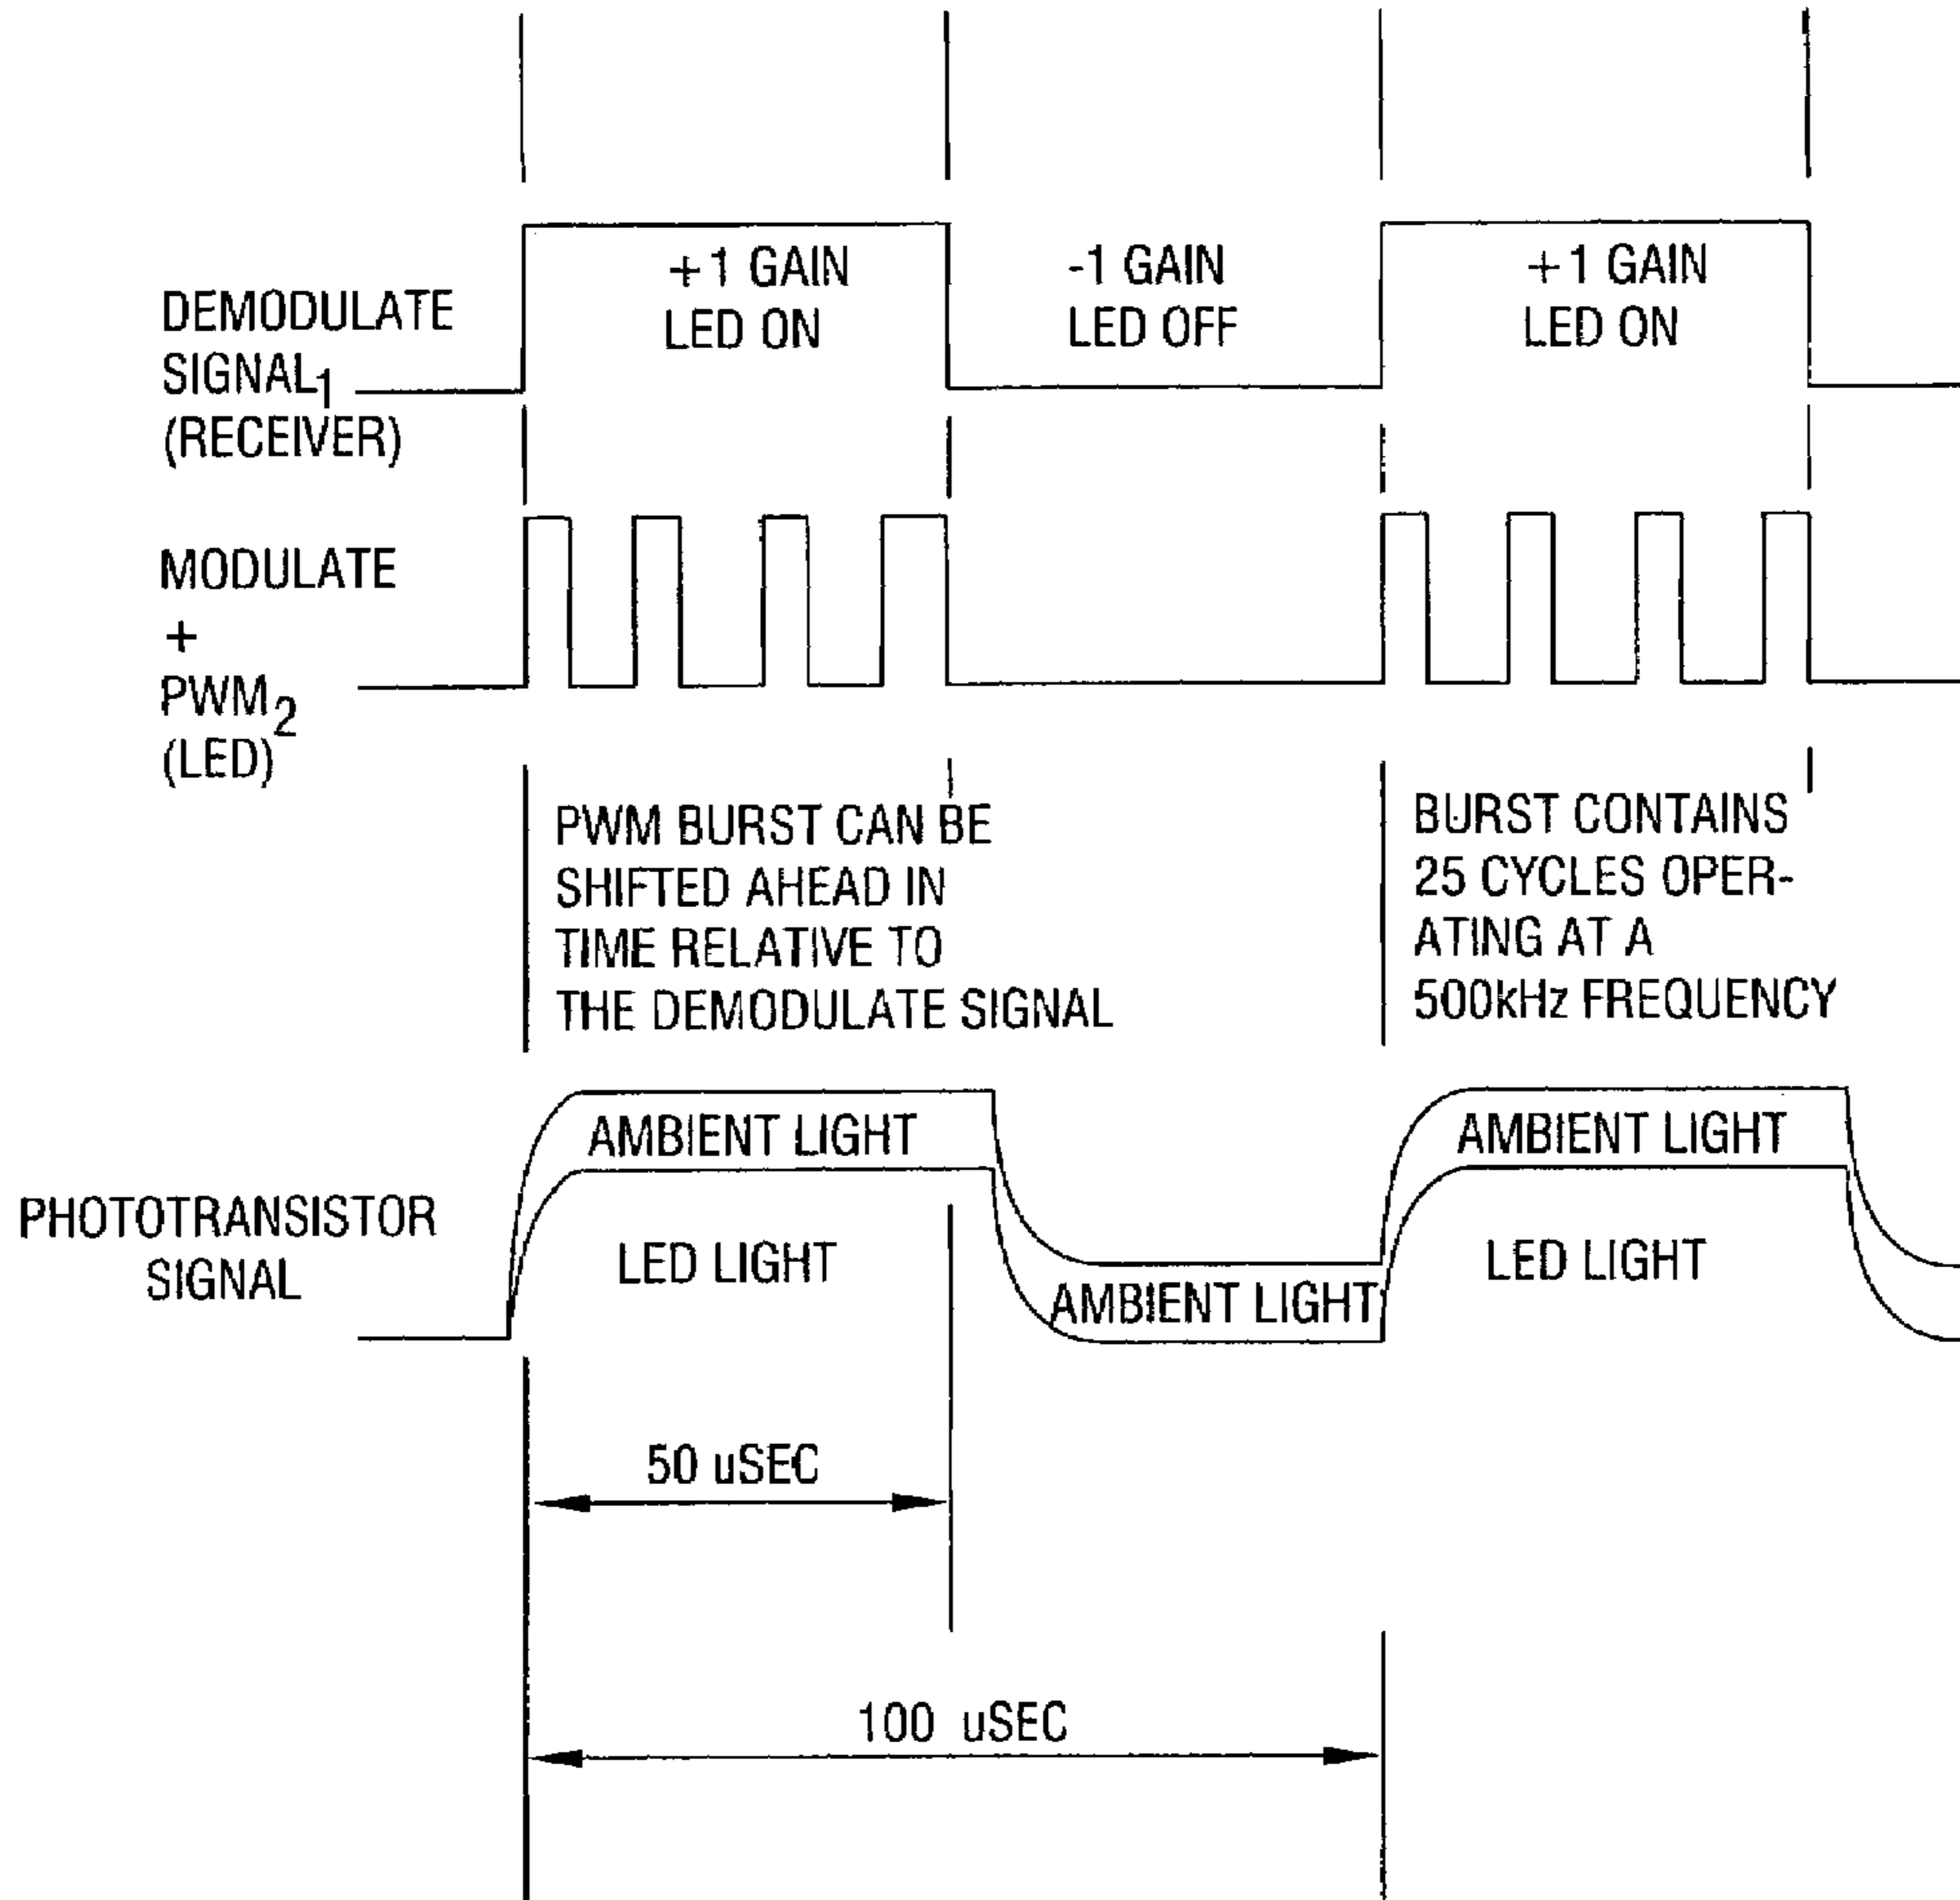 +1 GAIN
LED ON
-1 GAIN
LED OFF
+1 GAIN
LED ON
DEMODULATE
SIGNAL1
(RECEIVER)
MODULATE
+
PWM2
(LED)
PWM BURST CAN BE
SHIFTED AHEAD IN
TIME RELATIVE TO
THE DEMODULATE SIGNAL
BURST CONTAINS
25 CYCLES OPER-
ATING AT A
500kHz FREQUENCY
AMBIENT LIGHT
AMBIENT LIGHT
PHOTOTRANSISTOR
SIGNAL
LED LIGHT
AMBIENT LIGHT
LED LIGHT
50 uSEC
100 uSEC